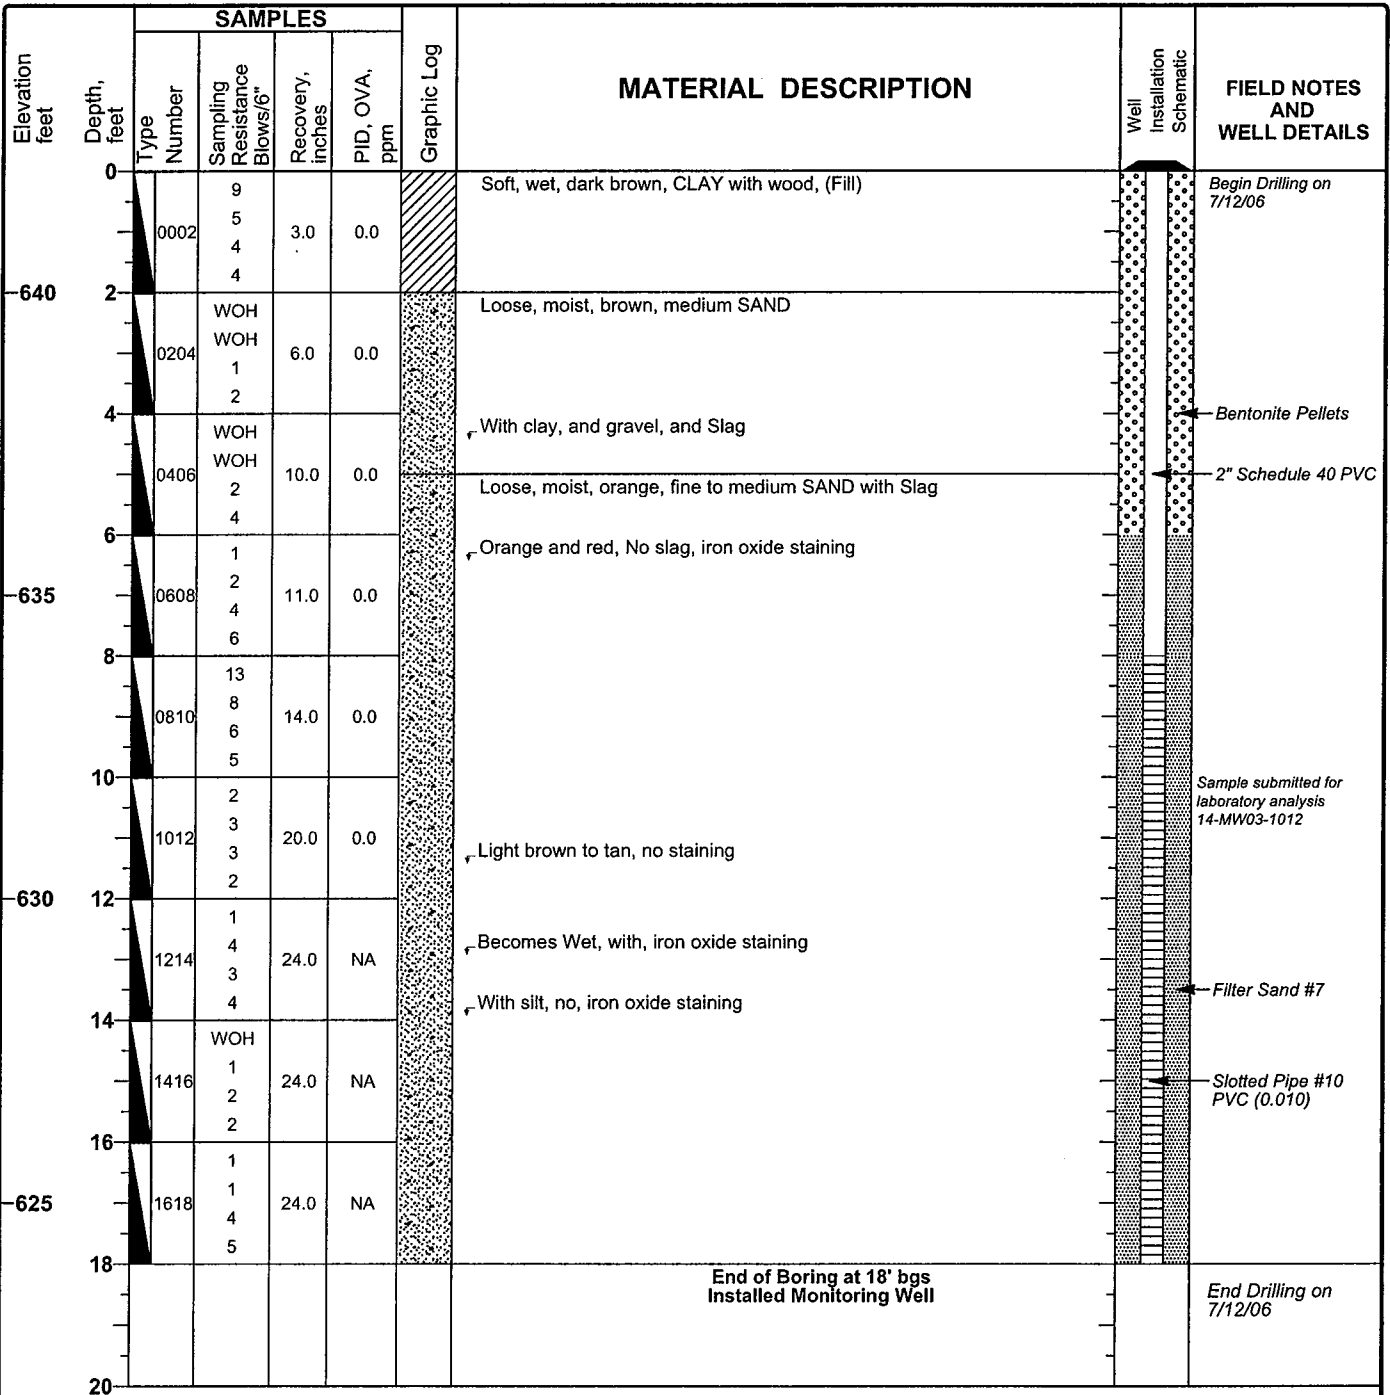 SAMPLES
Elevation
feet
Depth,
feet
Type
Number
Sampling
Resistance
Blows/6"
Recovery,
inches
PID, OVA,
ppm
Graphic Log
MATERIAL DESCRIPTION
Well
Installation
Schematic
FIELD NOTES
AND
WELL DETAILS
0
9
5
4
4
0002
3.0
0.0
Soft, wet, dark brown, CLAY with wood, (Fill)
Begin Drilling on
7/12/06
640
2
WOH
WOH
1
2
0204
6.0
0.0
Loose, moist, brown, medium SAND
4
WOH
WOH
2
4
0406
10.0
0.0
With clay, and gravel, and Slag
Bentonite Pellets
Loose, moist, orange, fine to medium SAND with Slag
2" Schedule 40 PVC
6
1
2
4
6
0608
11.0
0.0
Orange and red, No slag, iron oxide staining
635
8
13
8
6
5
0810
14.0
0.0
10
2
3
3
2
1012
20.0
0.0
Light brown to tan, no staining
Sample submitted for
laboratory analysis
14-MW03-1012
630
12
1
4
3
4
1214
24.0
NA
Becomes Wet, with, iron oxide staining
With silt, no, iron oxide staining
Filter Sand #7
14
WOH
1
2
2
1416
24.0
NA
Slotted Pipe #10
PVC (0.010)
16
1
1
4
5
1618
24.0
NA
625
18
End of Boring at 18' bgs
Installed Monitoring Well
End Drilling on
7/12/06
20